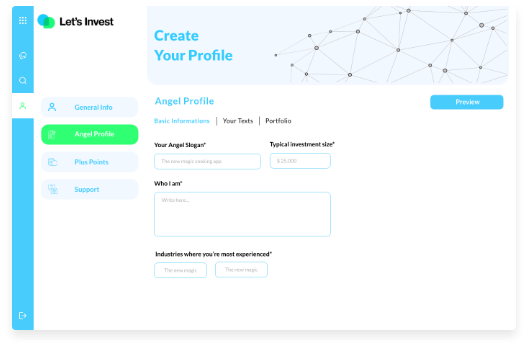 Let's Invest
Create
Your Profile
General Info
Angel Profile
Plus Points
Support
Angel Profile
Preview
Basic Informations | Your Texts | Portfolio
Your Angel Slogan*
Typical investment size*
The new magic cooking app
$ 25,000
Who I am*
Write here...
Industries where you're most experienced*
The new magic
The new magic